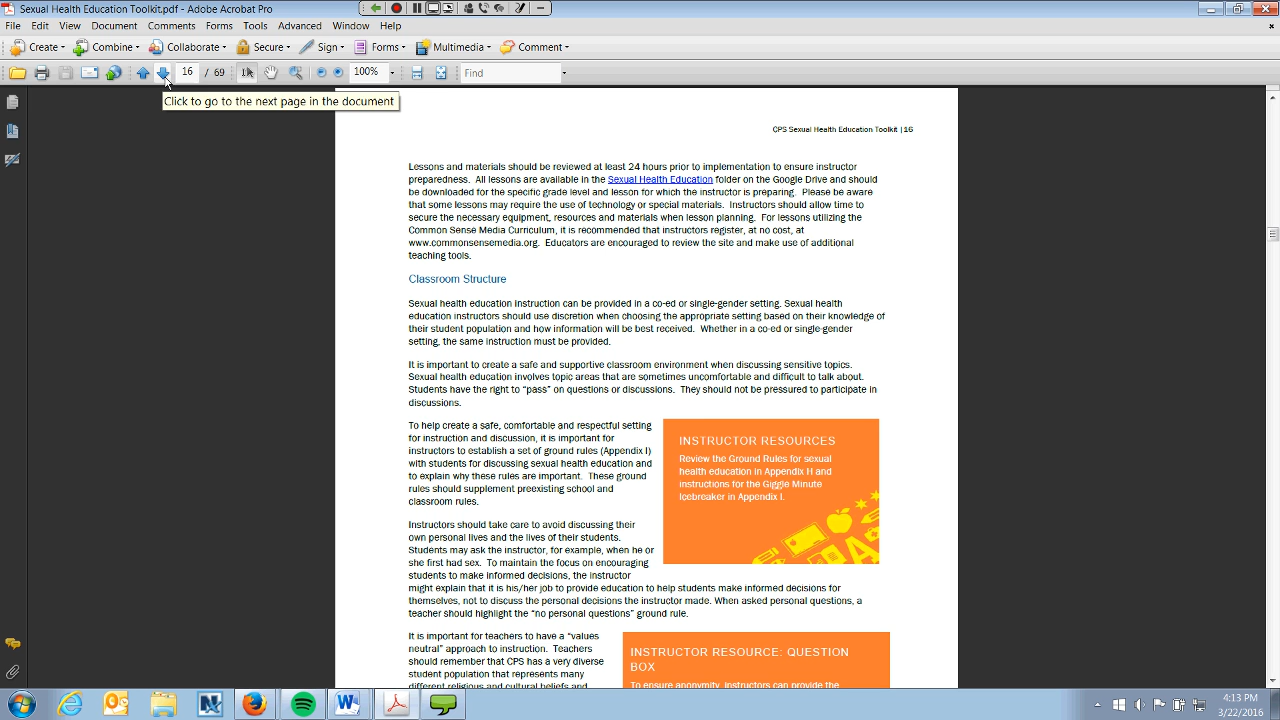 Sexual Health Education Toolkit.pdf - Adobe Acrobat Pro
File Edit View Document Comments Forms Tools Advanced Window Help
Create Combine Collaborate Secure Sign Forms Multimedia Comment
16 / 69 100% Find
Click to go to the next page in the document
CPS Sexual Health Education Toolkit |16
Lessons and materials should be reviewed at least 24 hours prior to implementation to ensure instructor
preparedness. All lessons are available in the Sexual Health Education folder on the Google Drive and should
be downloaded for the specific grade level and lesson for which the instructor is preparing. Please be aware
that some lessons may require the use of technology or special materials. Instructors should allow time to
secure the necessary equipment, resources and materials when lesson planning. For lessons utilizing the
Common Sense Media Curriculum, it is recommended that instructors register, at no cost, at
www.commonsensemedia.org. Educators are encouraged to review the site and make use of additional
teaching tools.
Classroom Structure
Sexual health education instruction can be provided in a co-ed or single-gender setting. Sexual health
education instructors should use discretion when choosing the appropriate setting based on their knowledge of
their student population and how information will be best received. Whether in a co-ed or single-gender
setting, the same instruction must be provided.
It is important to create a safe and supportive classroom environment when discussing sensitive topics.
Sexual health education involves topic areas that are sometimes uncomfortable and difficult to talk about.
Students have the right to “pass” on questions or discussions. They should not be pressured to participate in
discussions.
To help create a safe, comfortable and respectful setting
for instruction and discussion, it is important for
instructors to establish a set of ground rules (Appendix I)
with students for discussing sexual health education and
to explain why these rules are important. These ground
rules should supplement preexisting school and
classroom rules.
INSTRUCTOR RESOURCES
Review the Ground Rules for sexual
health education in Appendix H and
instructions for the Giggle Minute
Icebreaker in Appendix I.
Instructors should take care to avoid discussing their
own personal lives and the lives of their students.
Students may ask the instructor, for example, when he or
she first had sex. To maintain the focus on encouraging
students to make informed decisions, the instructor
might explain that it is his/her job to provide education to help students make informed decisions for
themselves, not to discuss the personal decisions the instructor made. When asked personal questions, a
teacher should highlight the “no personal questions” ground rule.
It is important for teachers to have a “values
neutral” approach to instruction. Teachers
should remember that CPS has a very diverse
student population that represents many
different religious and cultural beliefs and
INSTRUCTOR RESOURCE: QUESTION
BOX
To ensure anonymity, instructors can provide the
4:13 PM
3/22/2016